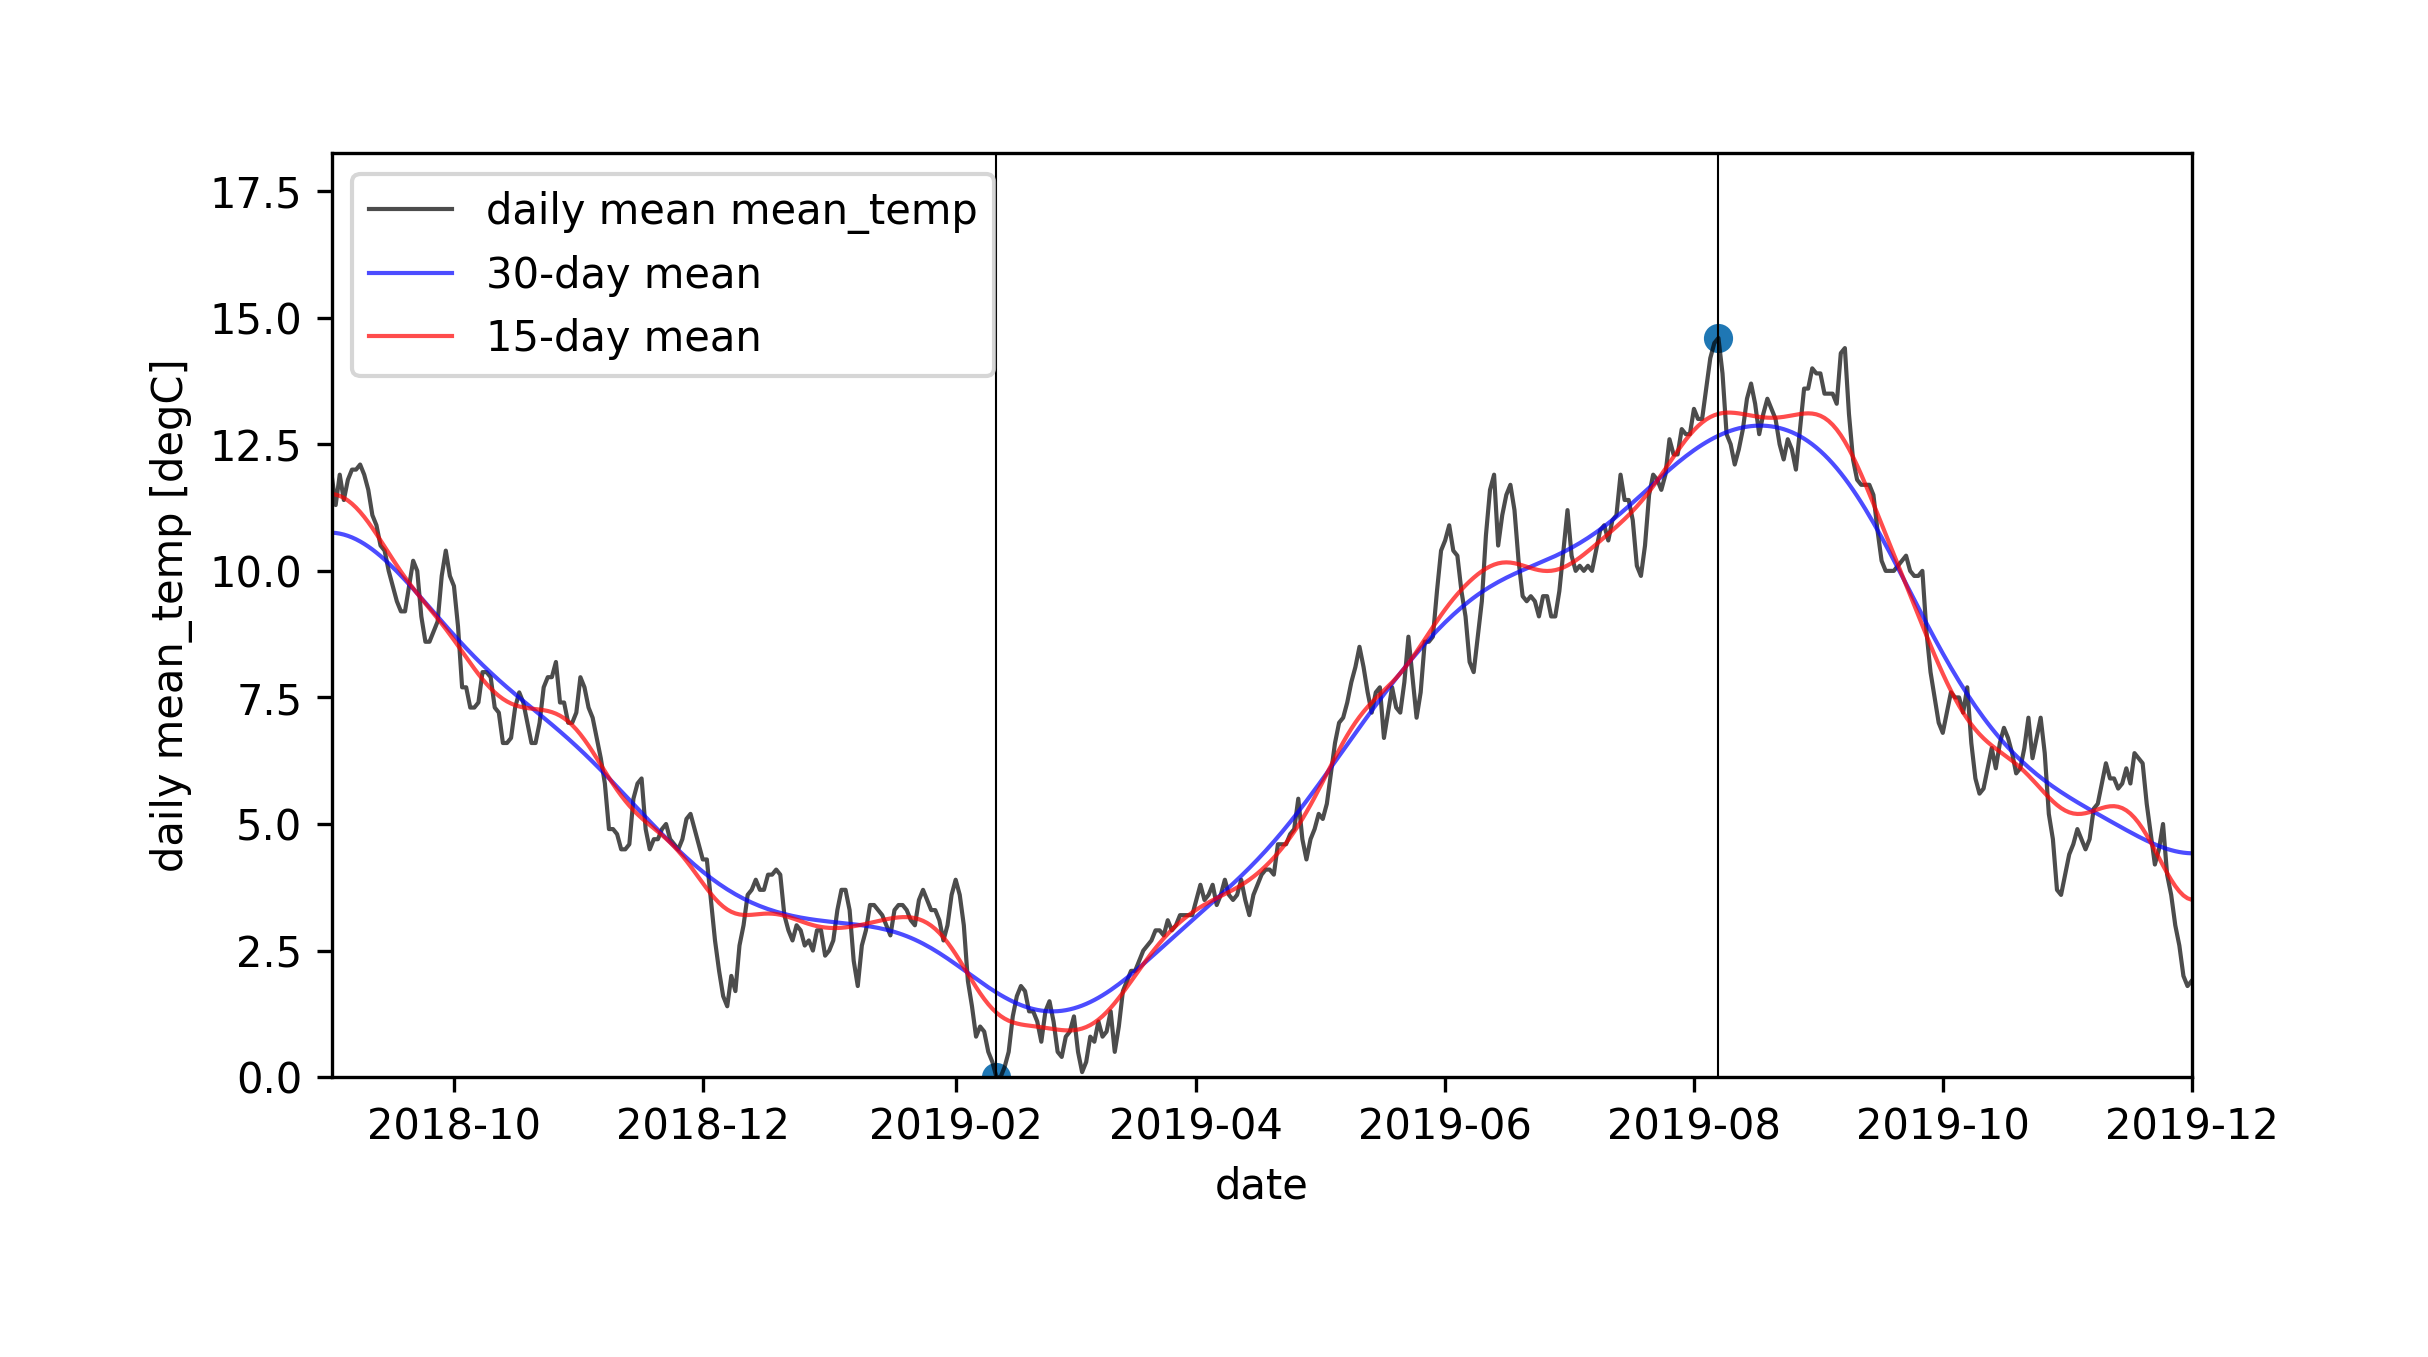 17.5
15.0
12.5
10.0
7.5
5.0
2.5
0.0
daily mean_temp [degC]
daily mean mean_temp
30-day mean
15-day mean
2018-10 2018-12 2019-02 2019-04 2019-06 2019-08 2019-10 2019-12
date